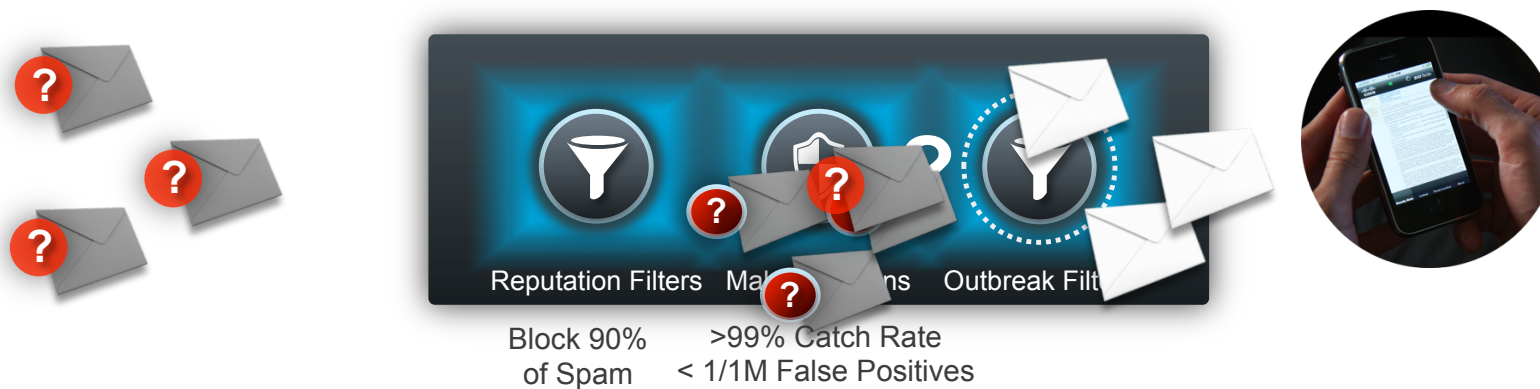 ?
?
?
?
?
?
Reputation Filters
Outbreak Filt
Block 90%
of Spam
>99% Catch Rate
< 1/1M False Positives